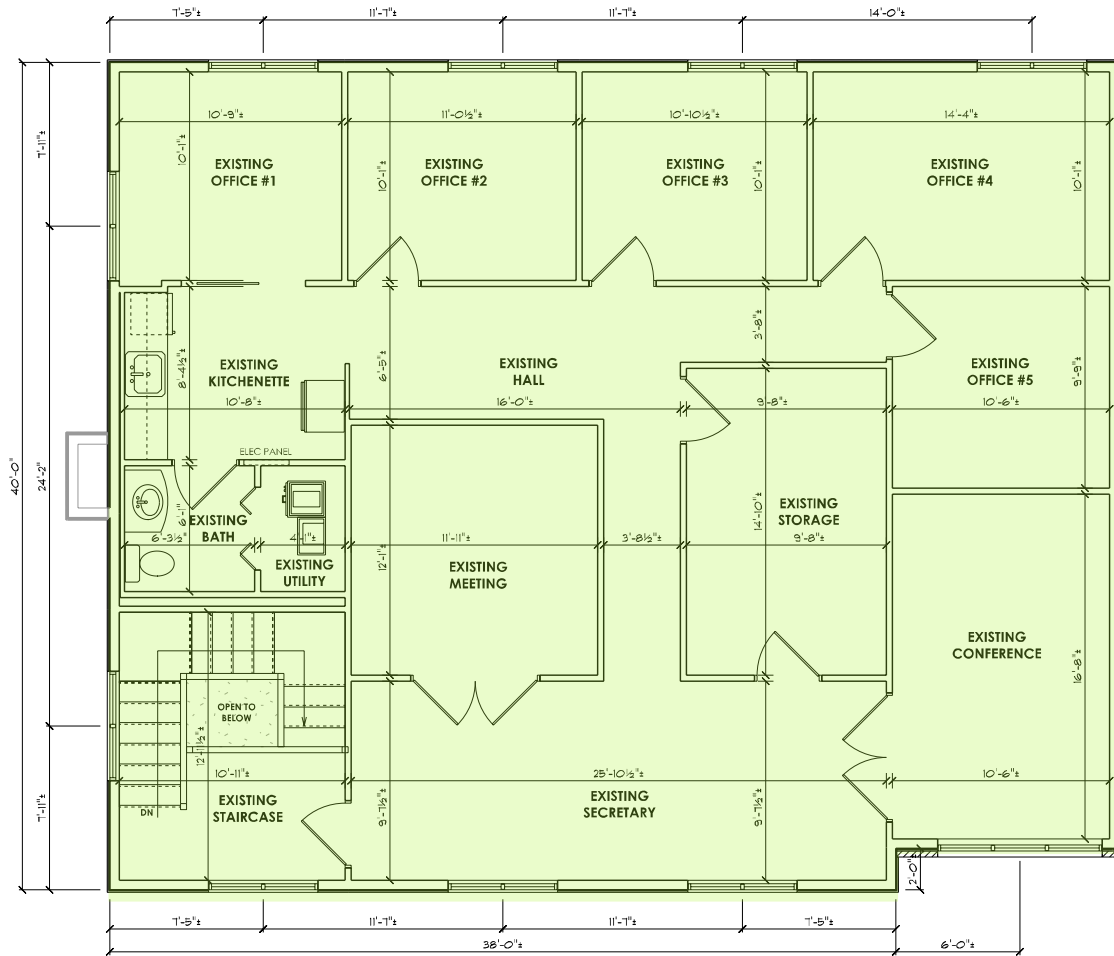 7'-5"±
11'-7"±
11'-7"±
14'-0"±
10'-9"±
11'-0½"±
10'-10½"±
14'-4"±
7'-11"±
10'-1"±
10'-1"±
10'-1"±
10'-1"±
EXISTING
OFFICE #1
EXISTING
OFFICE #2
EXISTING
OFFICE #3
EXISTING
OFFICE #4
3'-8"±
8'-4½"±
6'-5"±
9'-9"±
EXISTING
KITCHENETTE
EXISTING
HALL
EXISTING
OFFICE #5
10'-8"±
16'-0"±
9'-8"±
10'-6"±
ELEC PANEL
40'-0"±
24'-2"±
6'-1"±
14'-10"±
EXISTING
STORAGE
EXISTING
BATH
6'-3½"
4'-1"±
11'-11"±
3'-8½"±
9'-8"±
12'-1"±
EXISTING
UTILITY
EXISTING
MEETING
EXISTING
CONFERENCE
16'-8"±
OPEN TO
BELOW
12'-11½"±
10'-11"±
25'-10½"±
10'-6"±
7'-11"±
DN
EXISTING
STAIRCASE
9'-7½"±
EXISTING
SECRETARY
9'-7½"±
2'-0"±
7'-5"±
11'-7"±
11'-7"±
7'-5"±
38'-0"±
6'-0"±